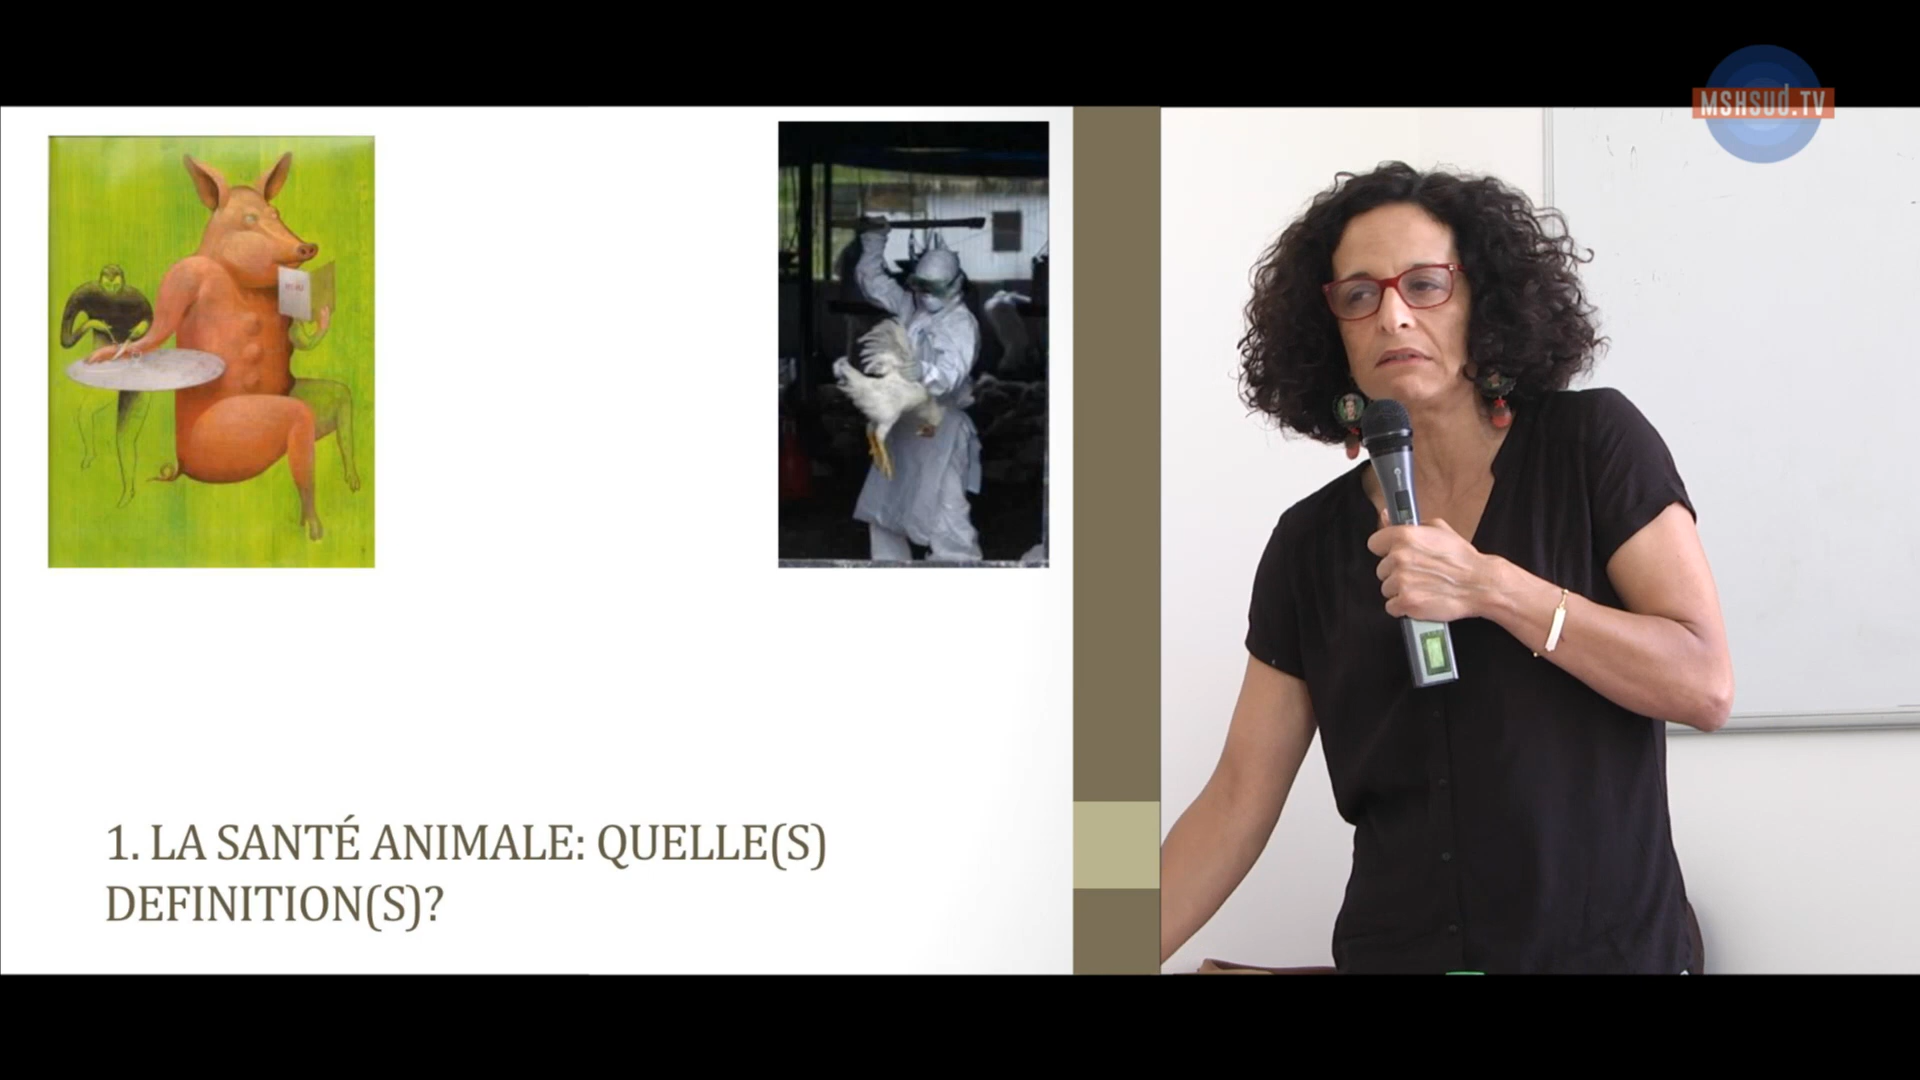 MSHSUD.TV
1. LA SANTÉ ANIMALE: QUELLE(S)
DEFINITION(S)?